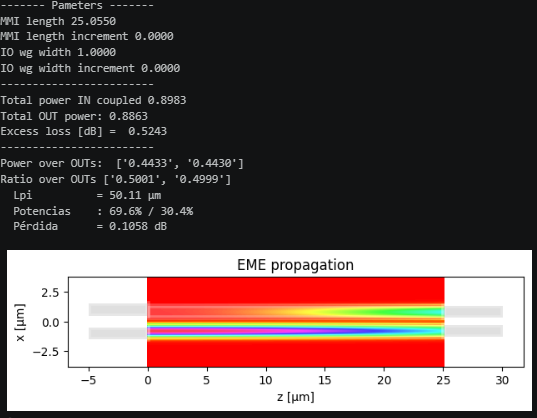 ------- Pameters -------
MMI length 25.0550
MMI length increment 0.0000
IO wg width 1.0000
IO wg width increment 0.0000
------------------------
Total power IN coupled 0.8983
Total OUT power: 0.8863
Excess loss [dB] =  0.5243
------------------------
Power over OUTs:  ['0.4433', '0.4430']
Ratio over OUTs ['0.5001', '0.4999']
  Lpi          = 50.11 µm
  Potencias    : 69.6% / 30.4%
  Pérdida      = 0.1058 dB
EME propagation
x [µm]
2.5
0.0
−2.5
−5 0 5 10 15 20 25 30
z [µm]